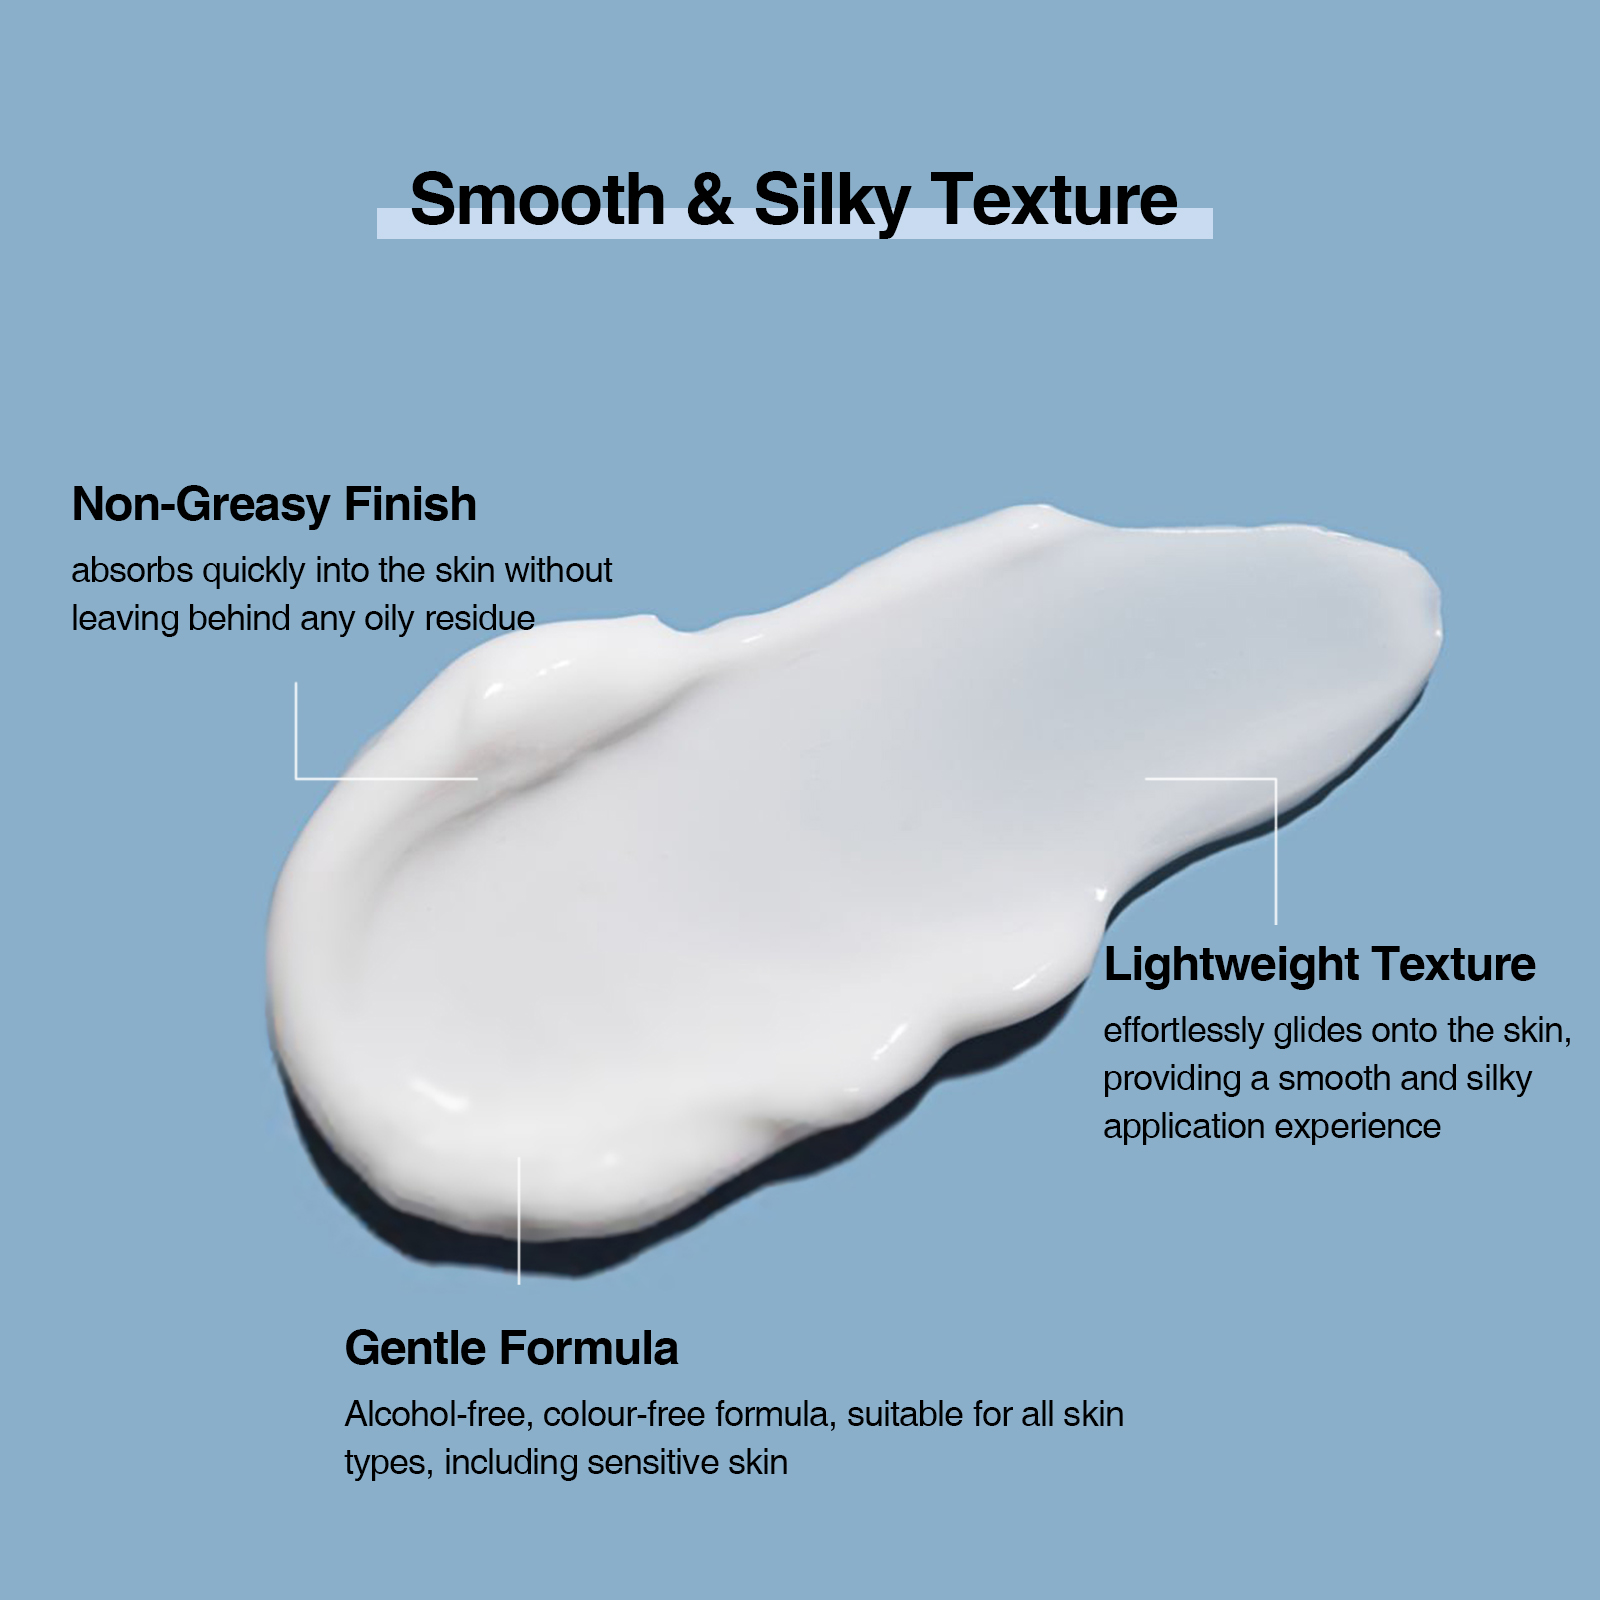 Smooth & Silky Texture
Non-Greasy Finish
absorbs quickly into the skin without
leaving behind any oily residue
Lightweight Texture
effortlessly glides onto the skin,
providing a smooth and silky
application experience
Gentle Formula
Alcohol-free, colour-free formula, suitable for all skin
types, including sensitive skin